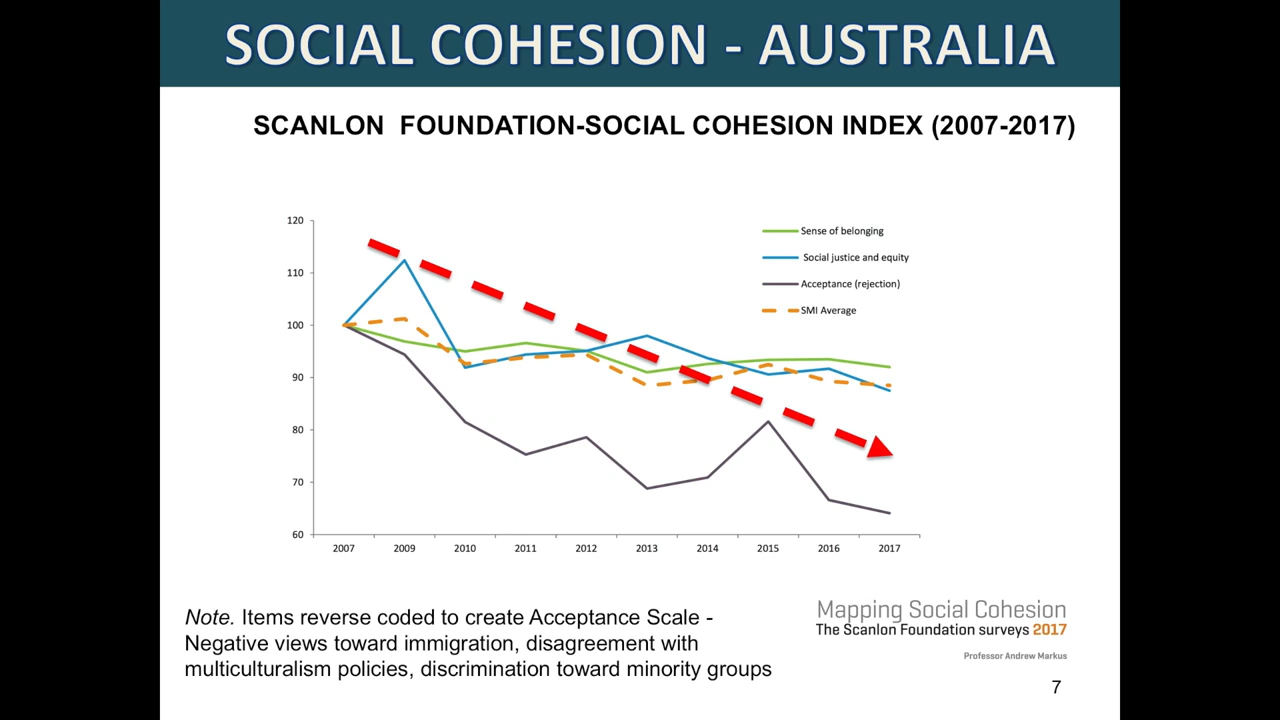 SOCIAL COHESION - AUSTRALIA
SCANLON FOUNDATION-SOCIAL COHESION INDEX (2007-2017)
120
110
100
90
80
70
60
2007 2009 2010 2011 2012 2013 2014 2015 2016 2017
Sense of belonging
Social justice and equity
Acceptance (rejection)
SMI Average
Note. Items reverse coded to create Acceptance Scale -
Negative views toward immigration, disagreement with
multiculturalism policies, discrimination toward minority groups
Mapping Social Cohesion
The Scanlon Foundation surveys 2017
Professor Andrew Markus
7